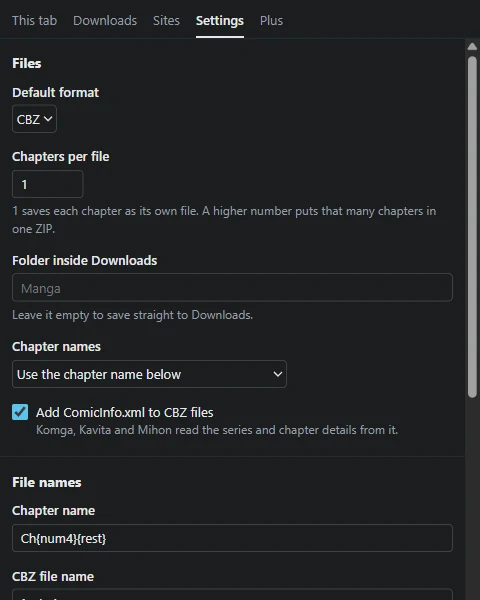 This tab Downloads Sites Settings Plus
Files
Default format
CBZ
Chapters per file
1
1 saves each chapter as its own file. A higher number puts that many chapters in
one ZIP.
Folder inside Downloads
Manga
Leave it empty to save straight to Downloads.
Chapter names
Use the chapter name below
Add ComicInfo.xml to CBZ files
Komga, Kavita and Mihon read the series and chapter details from it.
File names
Chapter name
Ch{num4}{rest}
CBZ file name